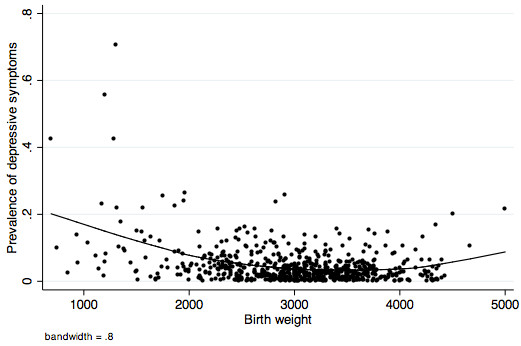 Prevalence of depressive symptoms
.8
.6
.4
.2
0
1000 2000 3000 4000 5000
Birth weight
bandwidth = .8